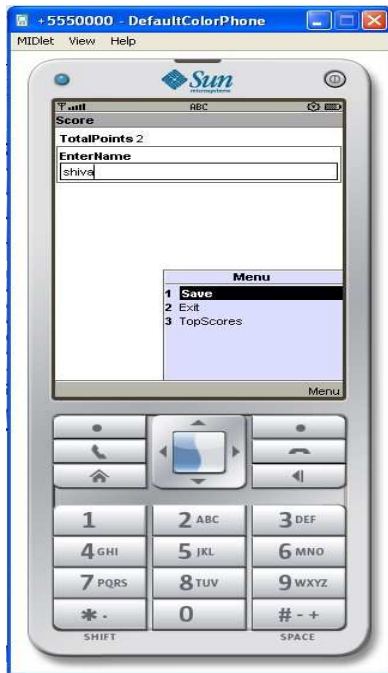 +5550000 - DefaultColorPhone
MIDlet View Help
Sun
microsystems
ABC
Score
TotalPoints 2
EnterName
shiva
Menu
1 Save
2 Exit
3 TopScores
Menu
1 2 ABC 3 DEF
4 GHI 5 JKL 6 MNO
7 PQRS 8 TUV 9 WXYZ
* . 0 # - +
SHIFT SPACE